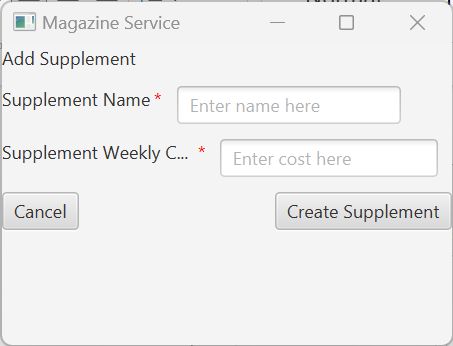 Magazine Service
Add Supplement
Supplement Name * Enter name here
Supplement Weekly C... * Enter cost here
Cancel Create Supplement